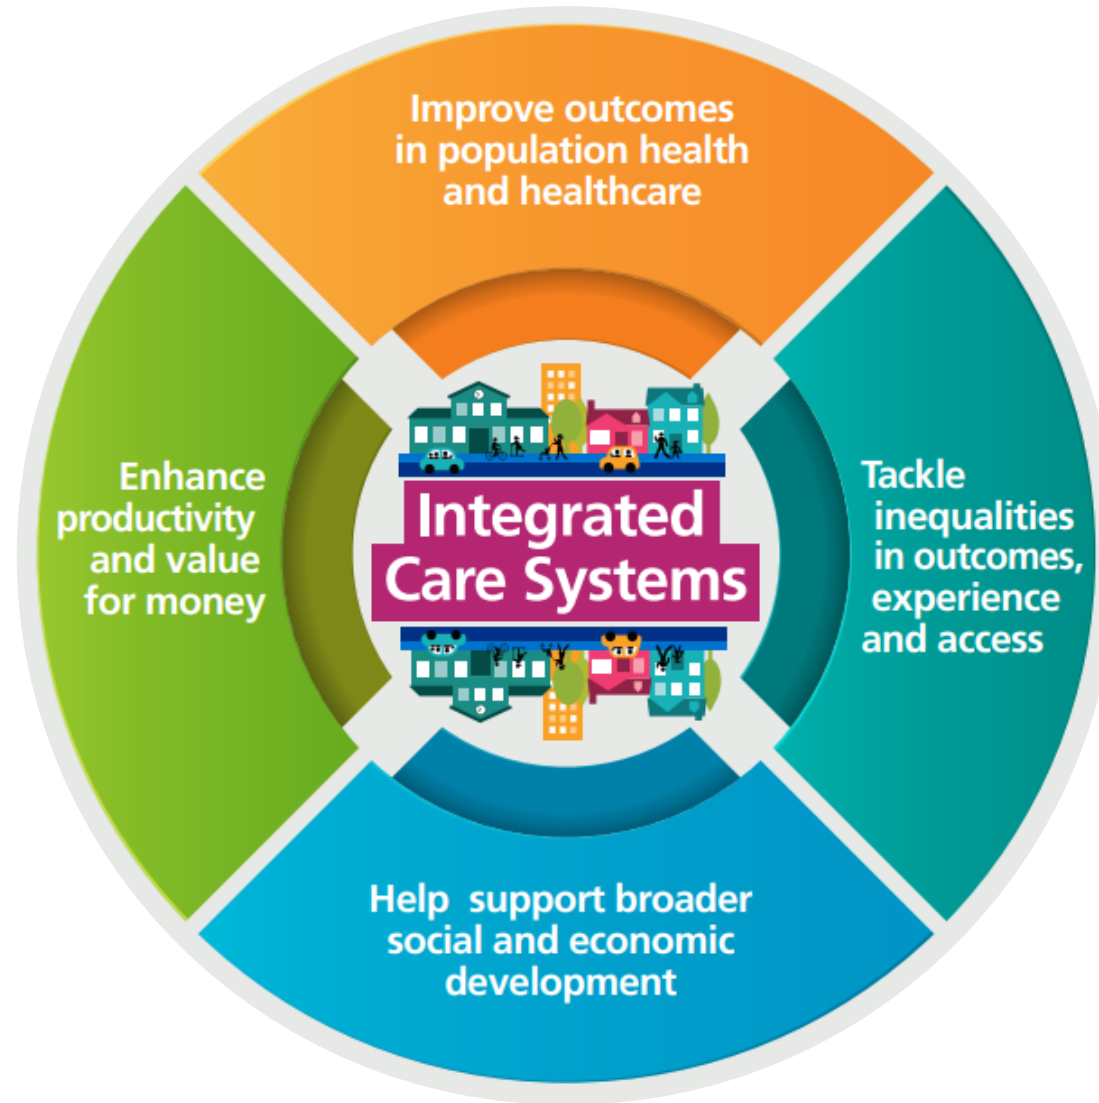 Improve outcomes
in population health
and healthcare
Enhance
productivity
and value
for money
Integrated
Care Systems
Tackle
inequalities
in outcomes,
experience
and access
Help support broader
social and economic
development